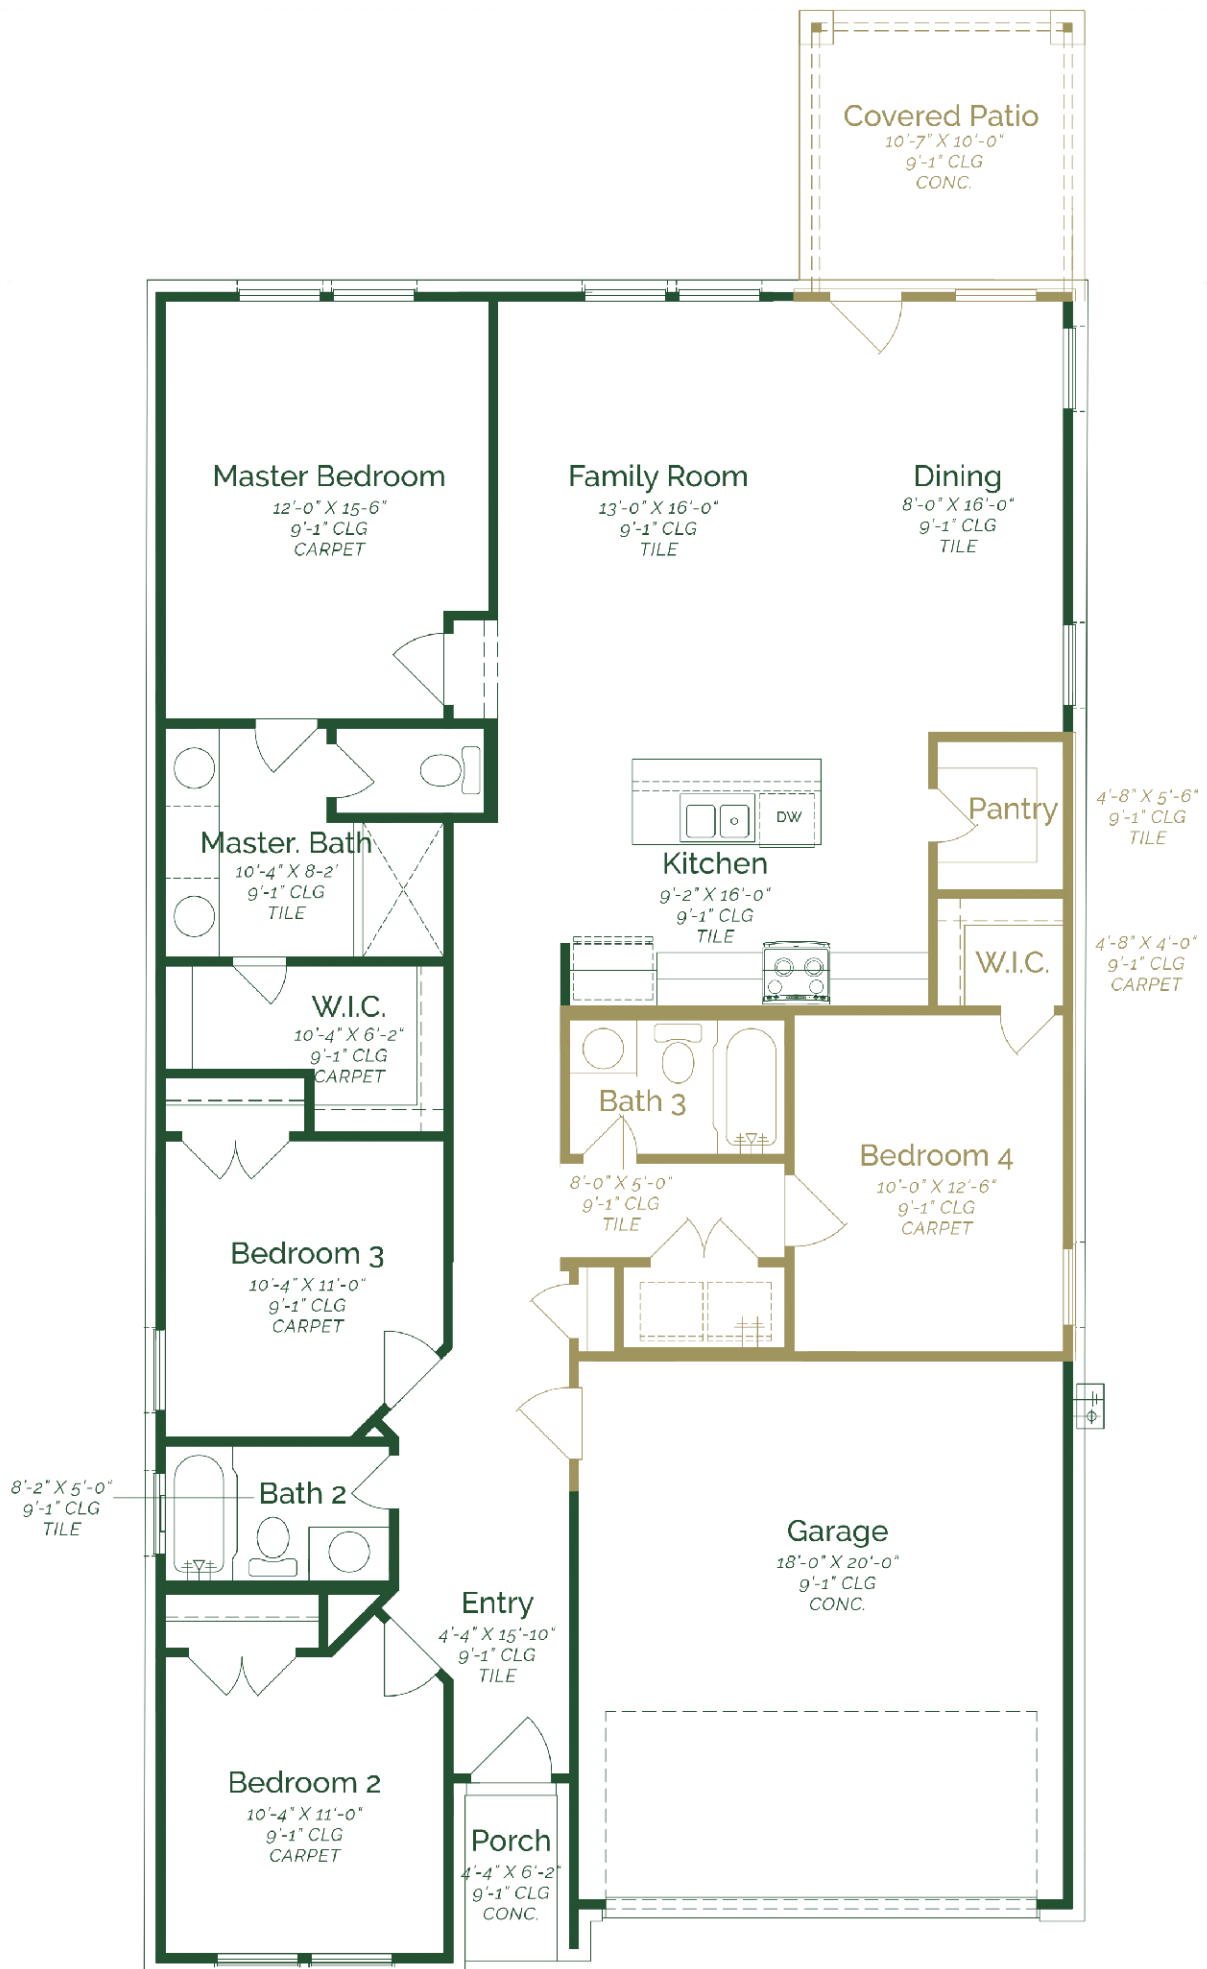 Covered Patio
10'-7" X 10'-0"
9'-1" CLG
CONC.
Master Bedroom
12'-0" X 15-6"
9'-1" CLG
CARPET
Family Room
13'-0" X 16'-0"
9'-1" CLG
TILE
Dining
8'-0" X 16'-0"
9'-1" CLG
TILE
Pantry
4'-8" X 5'-6"
9'-1" CLG
TILE
DW
Master. Bath
10'-4" X 8-2'
9'-1" CLG
TILE
Kitchen
9'-2" X 16'-0"
9'-1" CLG
TILE
W.I.C.
4'-8" X 4'-0"
9'-1" CLG
CARPET
W.I.C.
10'-4" X 6'-2"
9'-1" CLG
CARPET
Bath 3
8'-0" X 5'-0"
9'-1" CLG
TILE
Bedroom 4
10'-0" X 12'-6"
9'-1" CLG
CARPET
Bedroom 3
10'-4" X 11'-0"
9'-1" CLG
CARPET
8'-2" X 5'-0"
9'-1" CLG
TILE
Bath 2
Garage
18'-0" X 20'-0"
9'-1" CLG
CONC.
Entry
4'-4" X 15'-10"
9'-1" CLG
TILE
Bedroom 2
10'-4" X 11'-0"
9'-1" CLG
CARPET
Porch
4'-4" X 6'-2"
9'-1" CLG
CONC.